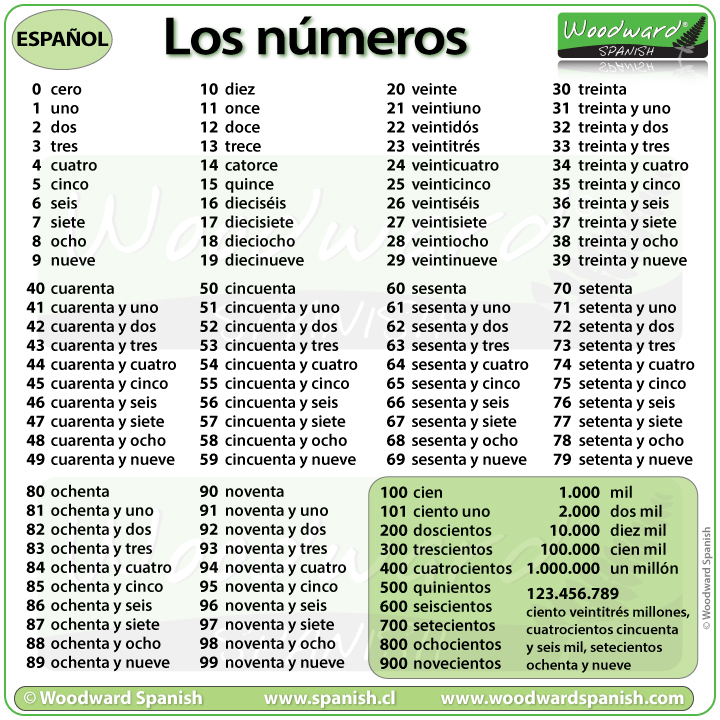 ESPAÑOL
Los números
Woodward®
SPANISH
0 cero
1 uno
2 dos
3 tres
4 cuatro
5 cinco
6 seis
7 siete
8 ocho
9 nueve
10 diez
11 once
12 doce
13 trece
14 catorce
15 quince
16 dieciséis
17 diecisiete
18 dieciocho
19 diecinueve
20 veinte
21 veintiuno
22 veintidós
23 veintitrés
24 veinticuatro
25 veinticinco
26 veintiséis
27 veintisiete
28 veintiocho
29 veintinueve
30 treinta
31 treinta y uno
32 treinta y dos
33 treinta y tres
34 treinta y cuatro
35 treinta y cinco
36 treinta y seis
37 treinta y siete
38 treinta y ocho
39 treinta y nueve
40 cuarenta
41 cuarenta y uno
42 cuarenta y dos
43 cuarenta y tres
44 cuarenta y cuatro
45 cuarenta y cinco
46 cuarenta y seis
47 cuarenta y siete
48 cuarenta y ocho
49 cuarenta y nueve
50 cincuenta
51 cincuenta y uno
52 cincuenta y dos
53 cincuenta y tres
54 cincuenta y cuatro
55 cincuenta y cinco
56 cincuenta y seis
57 cincuenta y siete
58 cincuenta y ocho
59 cincuenta y nueve
60 sesenta
61 sesenta y uno
62 sesenta y dos
63 sesenta y tres
64 sesenta y cuatro
65 sesenta y cinco
66 sesenta y seis
67 sesenta y siete
68 sesenta y ocho
69 sesenta y nueve
70 setenta
71 setenta y uno
72 setenta y dos
73 setenta y tres
74 setenta y cuatro
75 setenta y cinco
76 setenta y seis
77 setenta y siete
78 setenta y ocho
79 setenta y nueve
80 ochenta
81 ochenta y uno
82 ochenta y dos
83 ochenta y tres
84 ochenta y cuatro
85 ochenta y cinco
86 ochenta y seis
87 ochenta y siete
88 ochenta y ocho
89 ochenta y nueve
90 noventa
91 noventa y uno
92 noventa y dos
93 noventa y tres
94 noventa y cuatro
95 noventa y cinco
96 noventa y seis
97 noventa y siete
98 noventa y ocho
99 noventa y nueve
100 cien
101 ciento uno
200 doscientos
300 trescientos
400 cuatrocientos
500 quinientos
600 seiscientos
700 setecientos
800 ochocientos
900 novecientos
1.000 mil
2.000 dos mil
10.000 diez mil
100.000 cien mil
1.000.000 un millón
123.456.789
ciento veintitrés millones,
cuatrocientos cincuenta
y seis mil, setecientos
ochenta y nueve
© Woodward Spanish
© Woodward Spanish
www.spanish.cl
www.woodwardspanish.com
Woodward
SPANISH
Woodward
SPANISH